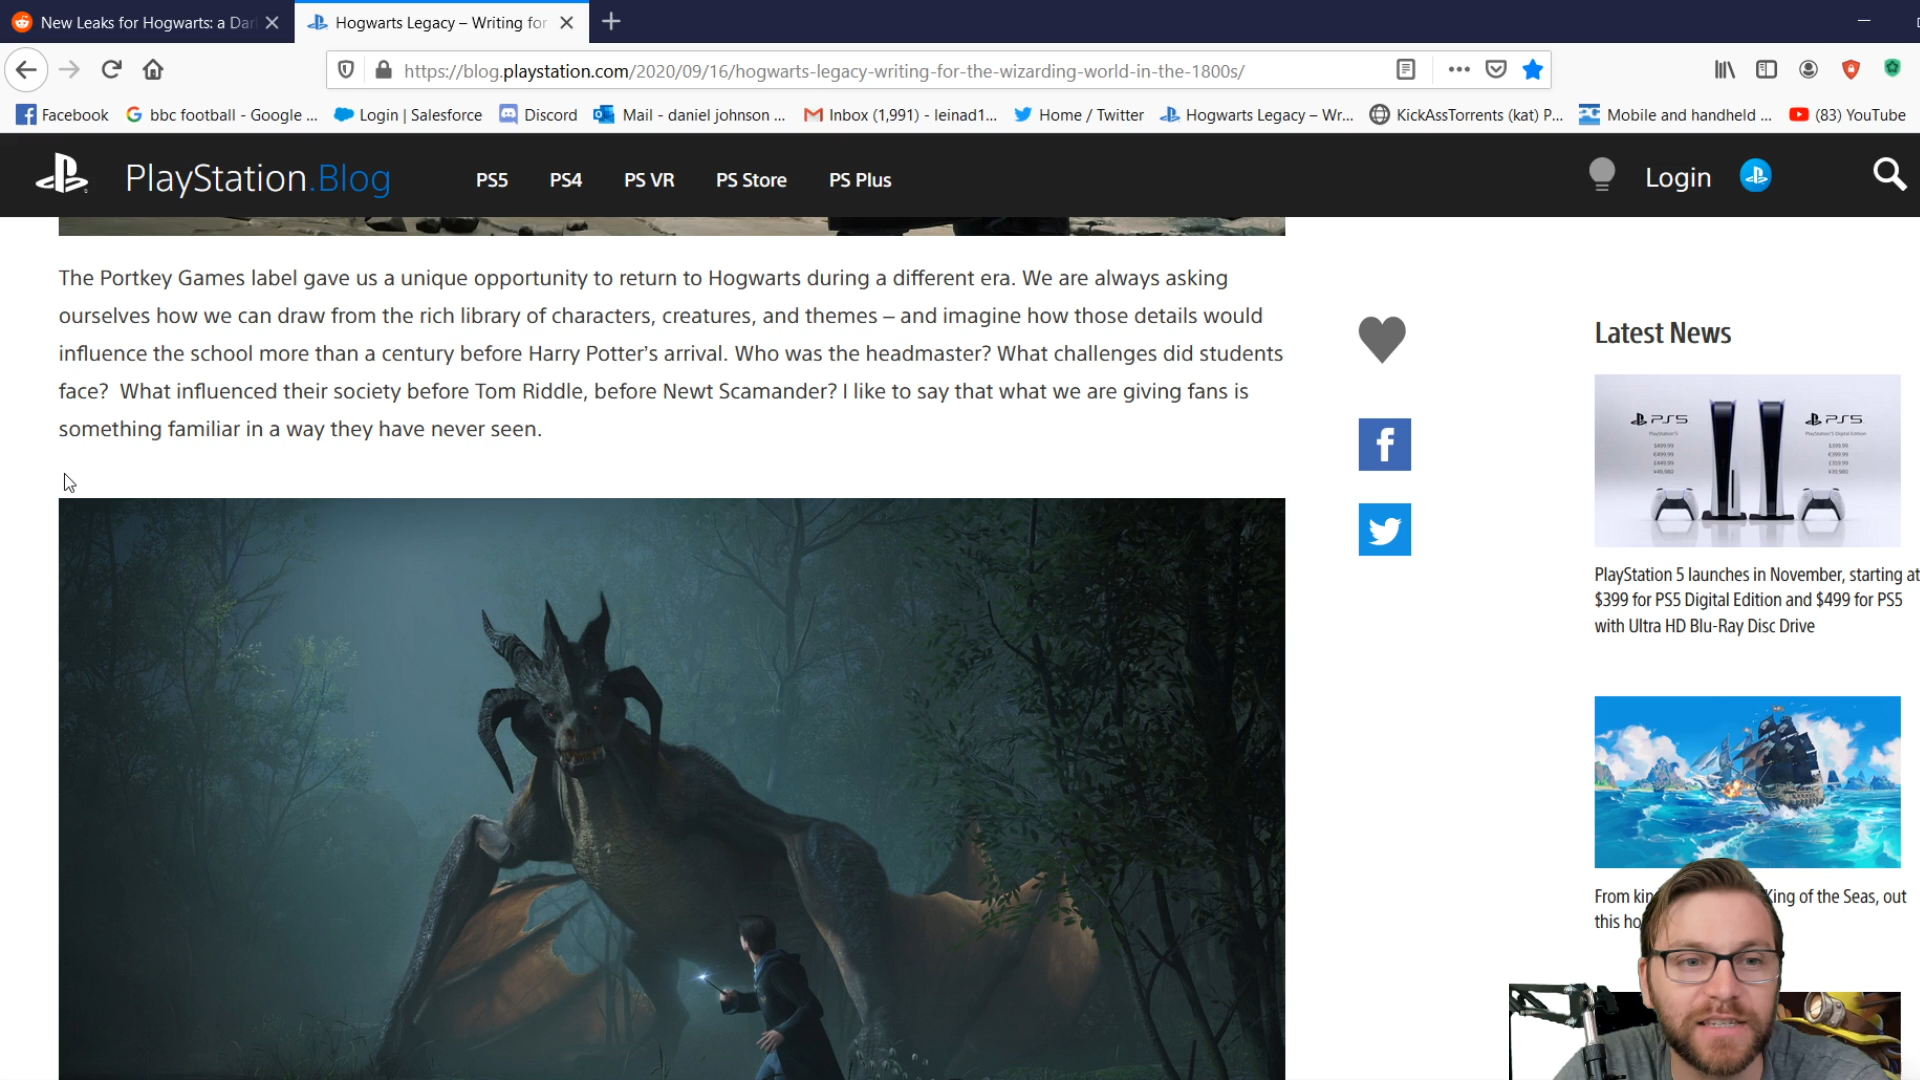 New Leaks for Hogwarts: a Dar
Hogwarts Legacy – Writing for
https://blog.playstation.com/2020/09/16/hogwarts-legacy-writing-for-the-wizarding-world-in-the-1800s/
Facebook
bbc football - Google ...
Login | Salesforce
Discord
Mail - daniel johnson ...
Inbox (1,991) - leinad1...
Home / Twitter
Hogwarts Legacy – Wr...
KickAssTorrents (kat) P...
Mobile and handheld ...
(83) YouTube
PlayStation.Blog
PS5
PS4
PS VR
PS Store
PS Plus
Login
The Portkey Games label gave us a unique opportunity to return to Hogwarts during a different era. We are always asking
ourselves how we can draw from the rich library of characters, creatures, and themes – and imagine how those details would
influence the school more than a century before Harry Potter's arrival. Who was the headmaster? What challenges did students
face?  What influenced their society before Tom Riddle, before Newt Scamander? I like to say that what we are giving fans is
something familiar in a way they have never seen.
Latest News
PS5
PS5
$499.99
$399.99
PlayStation 5 launches in November, starting at
$399 for PS5 Digital Edition and $499 for PS5
with Ultra HD Blu-Ray Disc Drive
From kin
King of the Seas, out
this ho